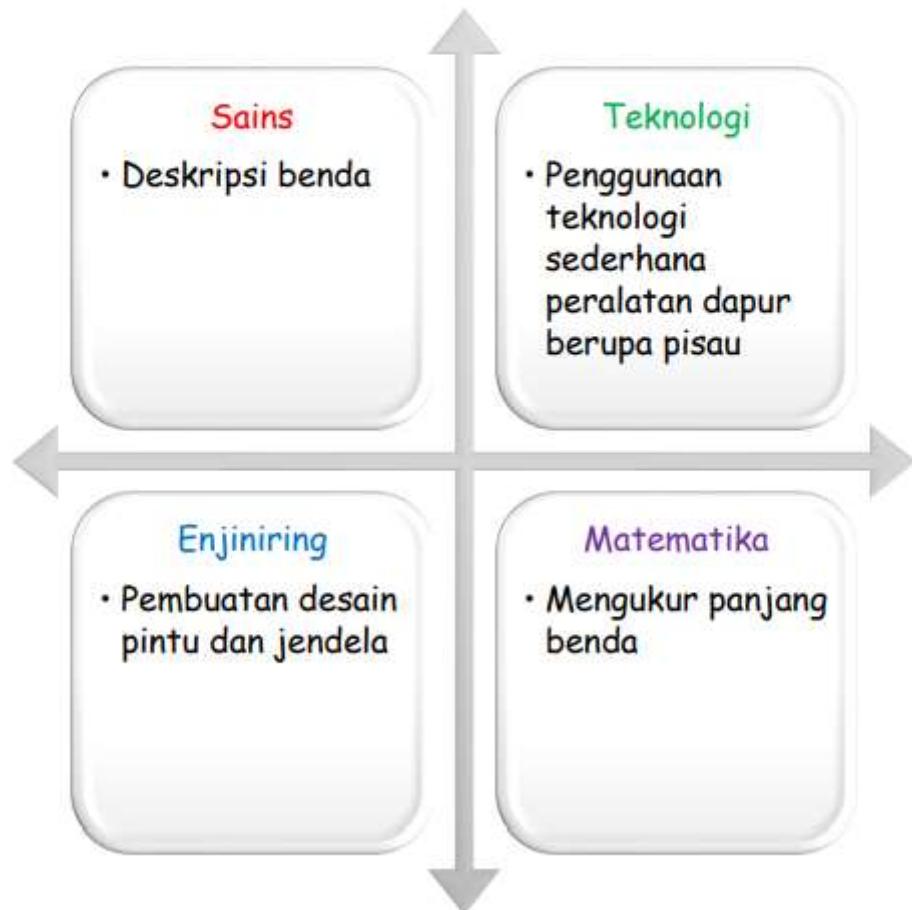 Sains
• Deskripsi benda
Teknologi
• Penggunaan
teknologi
sederhana
peralatan dapur
berupa pisau
Enjiniring
• Pembuatan desain
pintu dan jendela
Matematika
• Mengukur panjang
benda